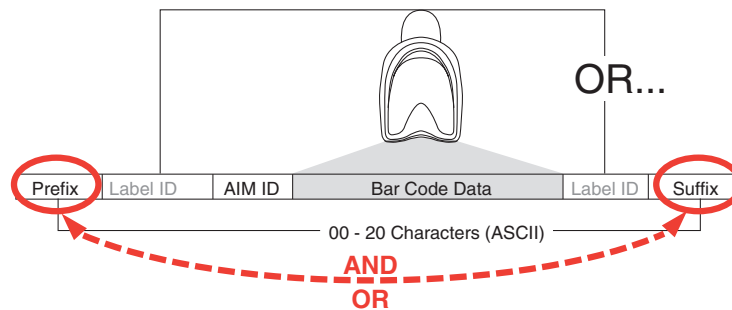 OR...
Prefix Label ID AIM ID Bar Code Data Label ID Suffix
00 - 20 Characters (ASCII)
AND
OR